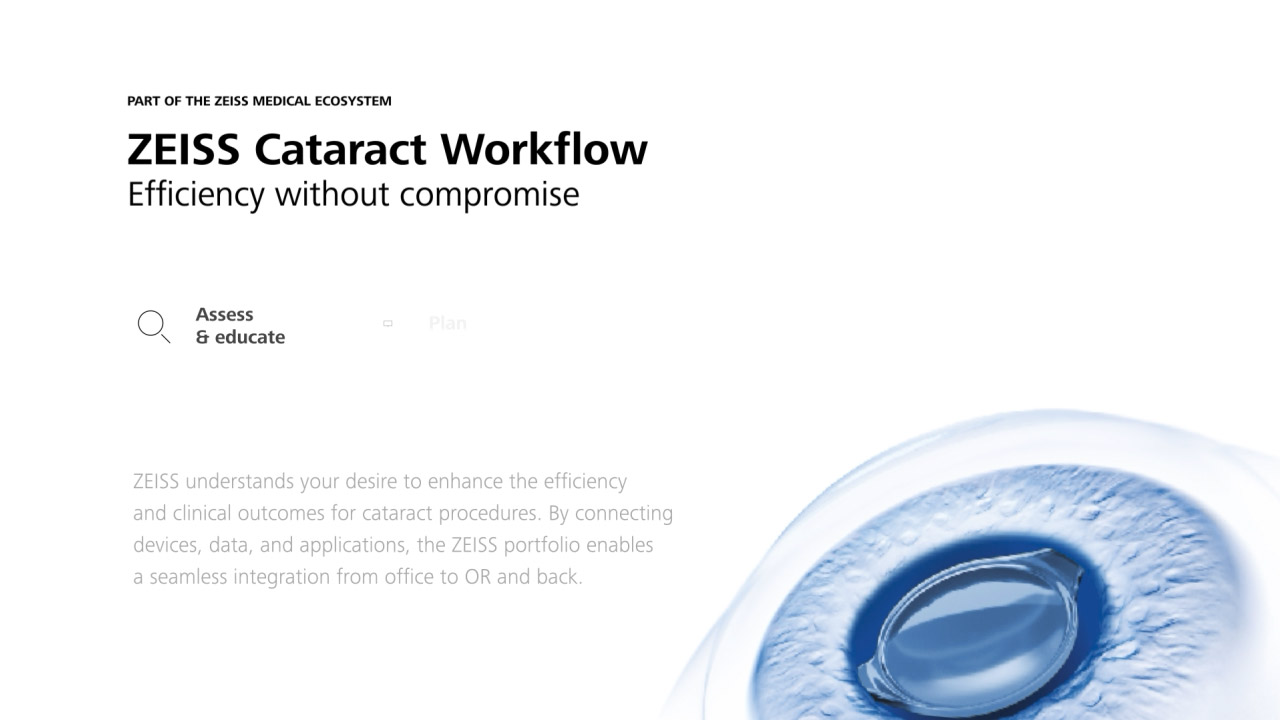 PART OF THE ZEISS MEDICAL ECOSYSTEM
ZEISS Cataract Workflow
Efficiency without compromise
Assess
& educate
Plan
ZEISS understands your desire to enhance the efficiency
and clinical outcomes for cataract procedures. By connecting
devices, data, and applications, the ZEISS portfolio enables
a seamless integration from office to OR and back.